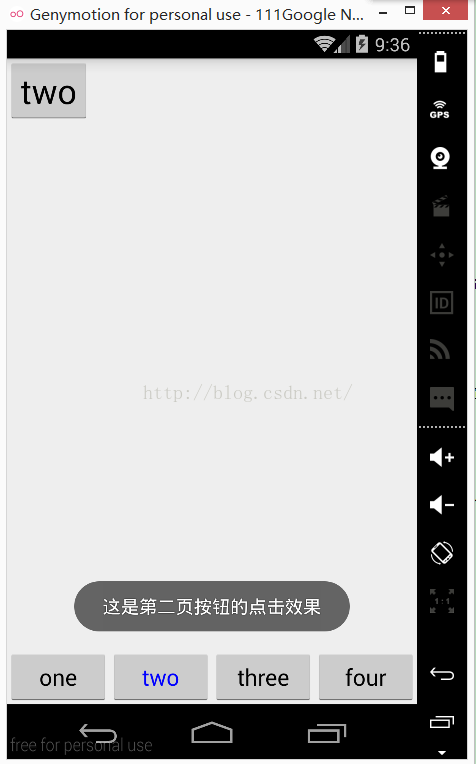 Genymotion for personal use - 111Google N...
9:36
two
GPS
ID
http://blog.csdn.net/
1:1
这是第二页按钮的点击效果
one two three four
free for personal use